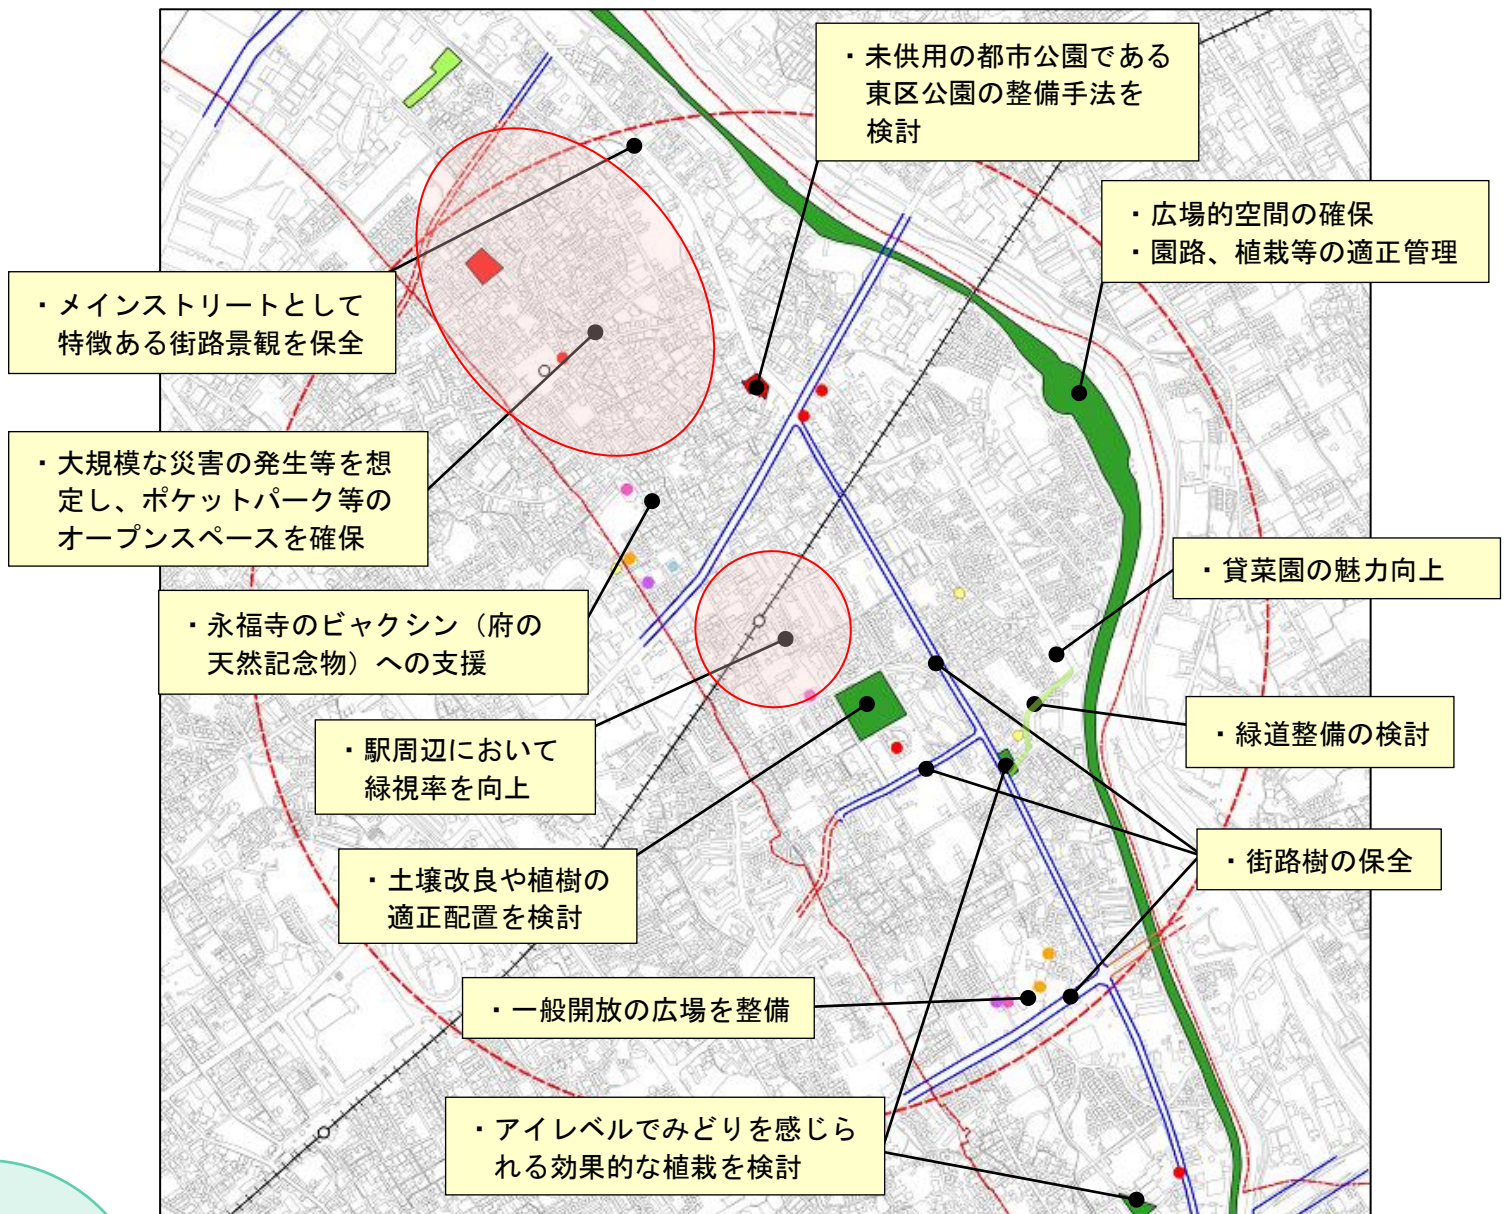 ・未供用の都市公園である
東区公園の整備手法を
検討
・広場的空間の確保
・園路、植栽等の適正管理
・メインストリートとして
特徴ある街路景観を保全
・大規模な災害の発生等を想
定し、ポケットパーク等の
オープンスペースを確保
・貸菜園の魅力向上
・永福寺のビャクシン（府の
天然記念物）への支援
・緑道整備の検討
・駅周辺において
緑視率を向上
・街路樹の保全
・土壌改良や植樹の
適正配置を検討
・一般開放の広場を整備
・アイレベルでみどりを感じら
れる効果的な植栽を検討